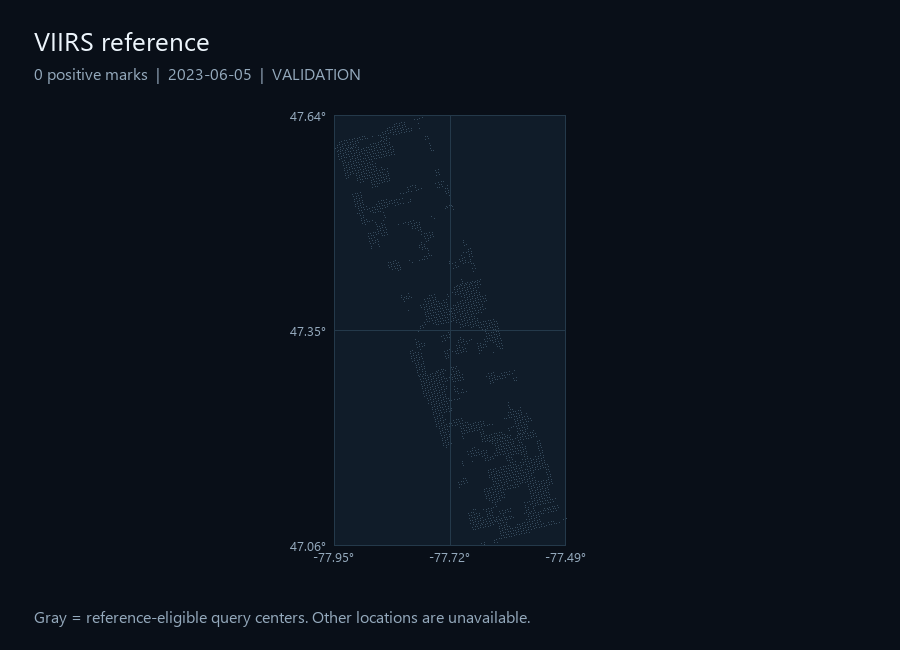 VIIRS reference
0 positive marks | 2023-06-05 | VALIDATION
47.64°
47.35°
47.06°
-77.95° -77.72° -77.49°
Gray = reference-eligible query centers. Other locations are unavailable.